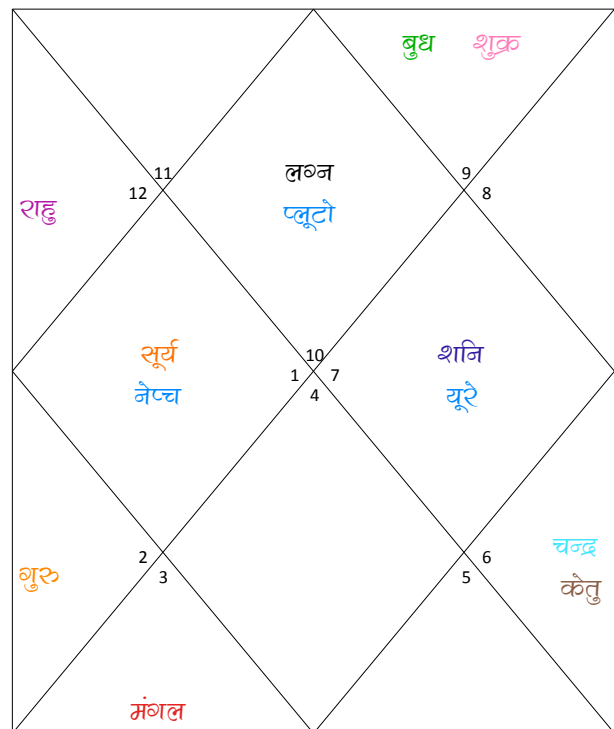 बुध शुक्र
11
लग्न
9
12
8
राहु
प्लूटो
सूर्य
10
शनि
1
7
नेप्च
4
यूरे
2
6
चन्द्र
गुरु
3
5
केतु
मंगल